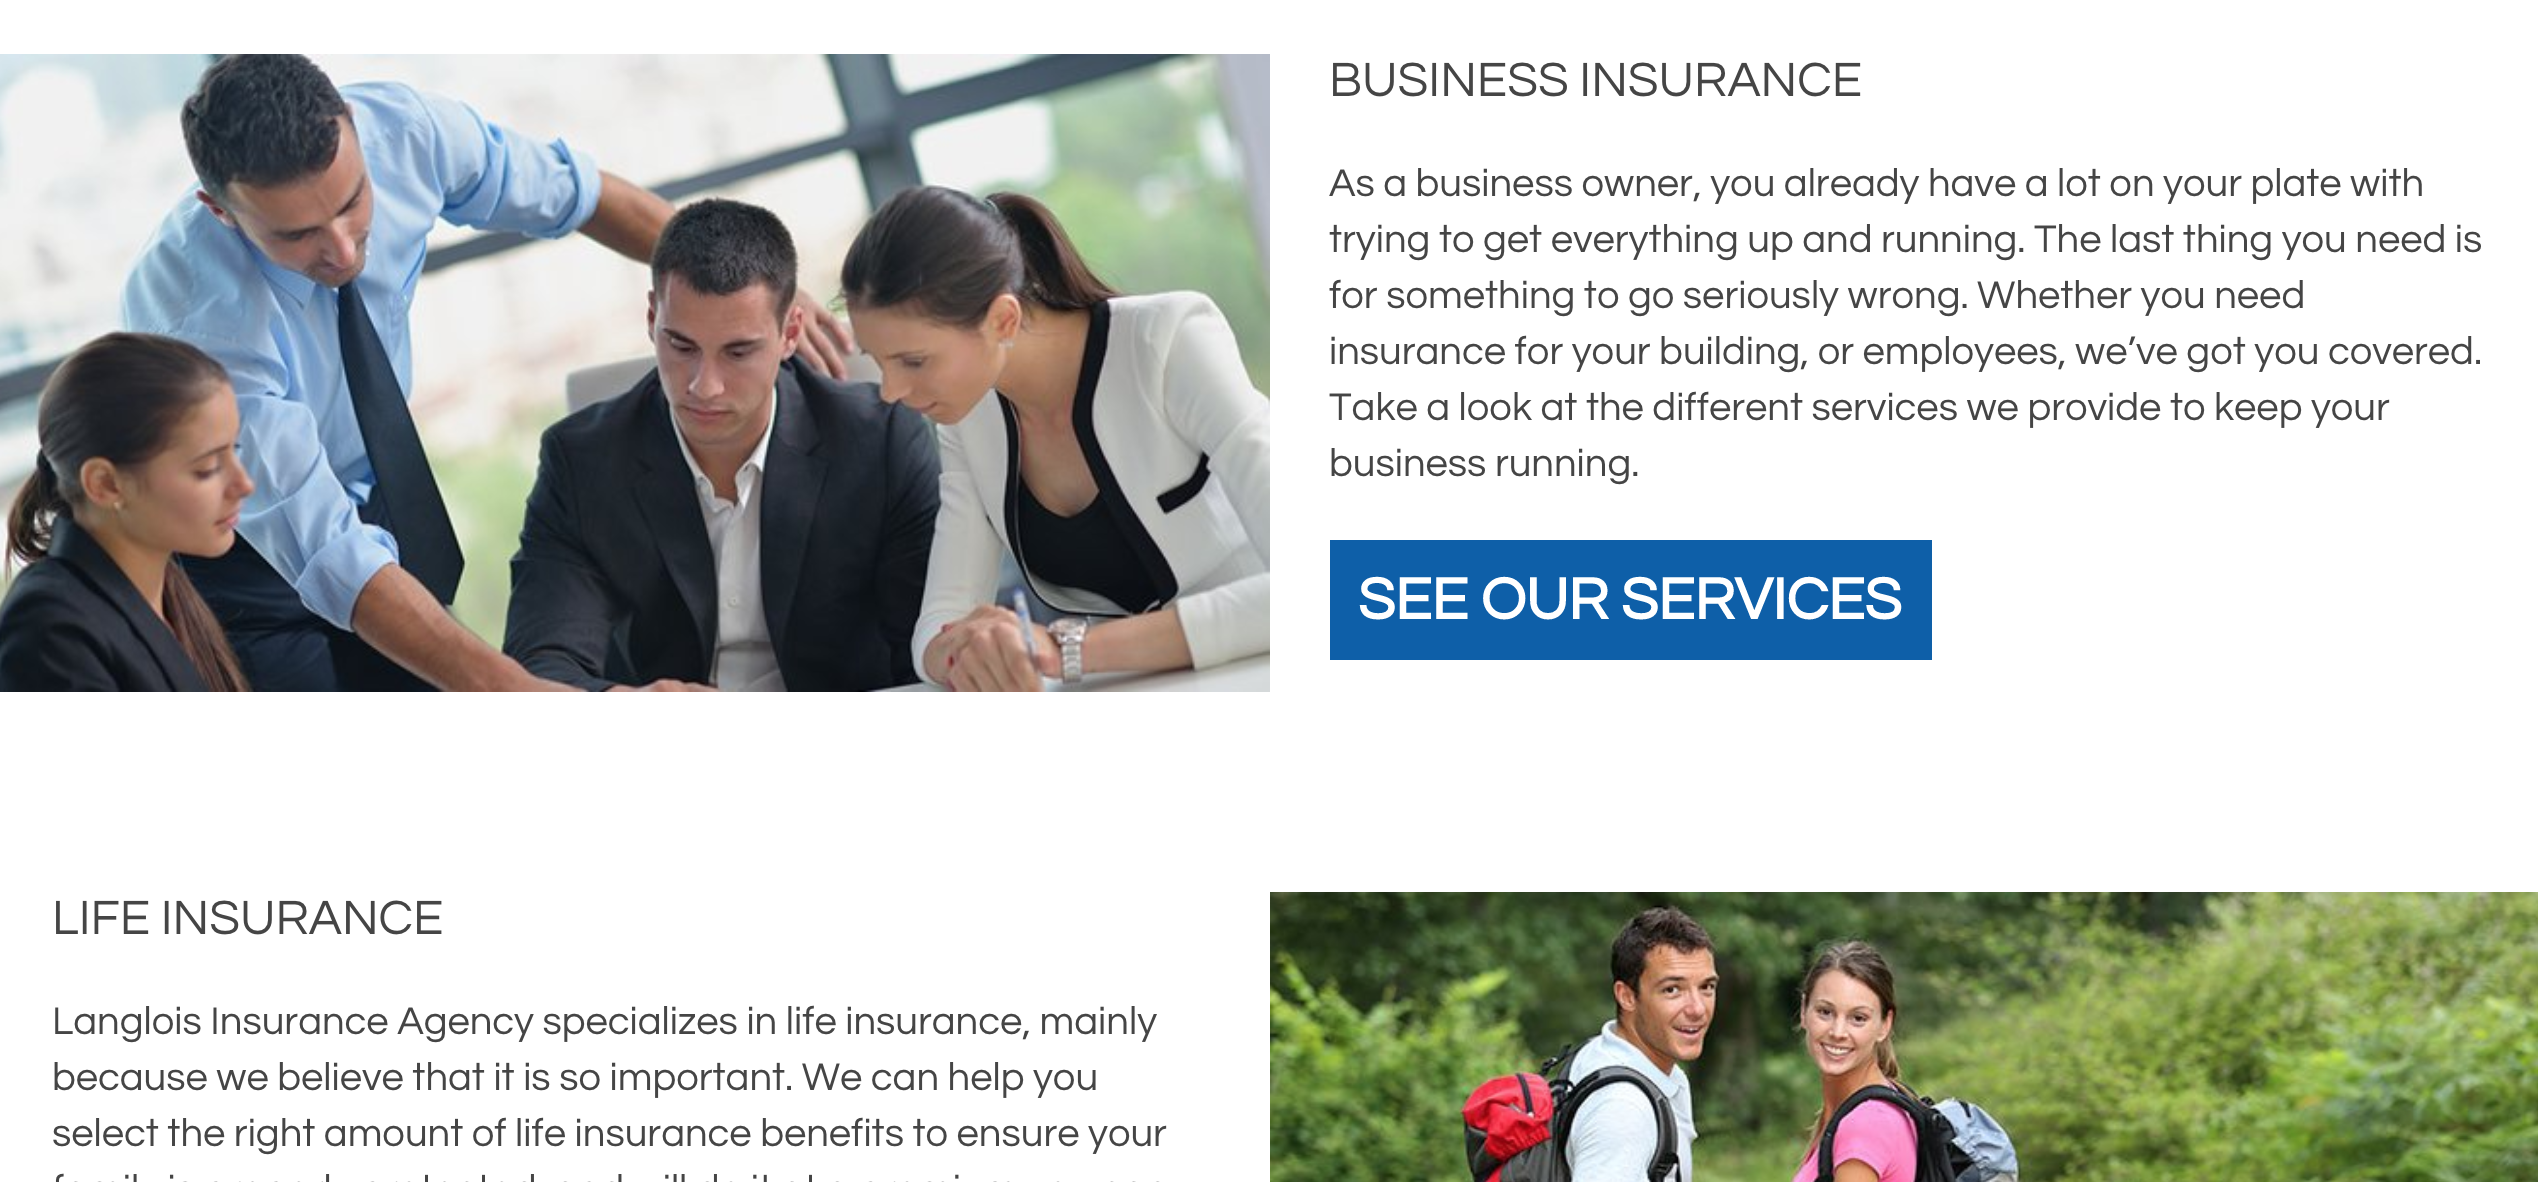 BUSINESS INSURANCE
As a business owner, you already have a lot on your plate with
trying to get everything up and running. The last thing you need is
for something to go seriously wrong. Whether you need
insurance for your building, or employees, we’ve got you covered.
Take a look at the different services we provide to keep your
business running.
SEE OUR SERVICES
LIFE INSURANCE
Langlois Insurance Agency specializes in life insurance, mainly
because we believe that it is so important. We can help you
select the right amount of life insurance benefits to ensure your